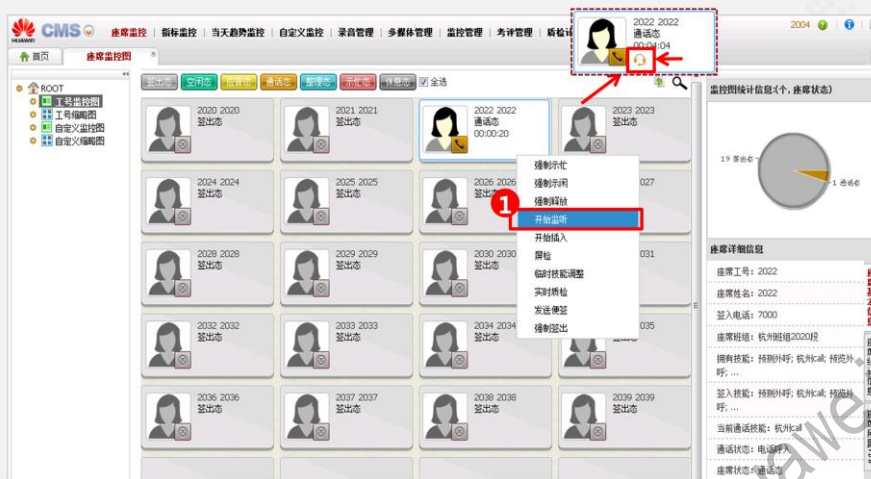 HUAWEI
CMS
座席监控 | 指标监控 | 当天趋势监控 | 自定义监控 | 录音管理 | 多媒体管理 | 监控管理 | 考评管理 | 质检
2022 2022
通话态
00:04:04
2004
首页
座席监控图
ROOT
工号监控图
工号缩略图
自定义监控图
自定义缩略图
签出态 空闲态 通话态 整理态 示忙态 休息态 全选
2020 2020
签出态
2021 2021
签出态
2022 2022
通话态
00:00:20
2023 2023
签出态
2024 2024
签出态
2025 2025
签出态
2026 2026
027
2028 2028
签出态
2029 2029
签出态
2030 2030
签出态
031
2032 2032
签出态
2033 2033
签出态
2034 2034
签出态
035
2036 2036
签出态
2037 2037
签出态
2038 2038
签出态
2039 2039
签出态
1
强制示忙
强制示闲
强制释放
开始监听
开始插入
屏检
临时技能调整
实时质检
发送便签
强制签出
监控图统计信息(个, 座席状态)
19 签出态
1 通话态
座席详细信息
座席工号: 2022
座席姓名: 2022
签入电话: 7000
座席班组: 杭州班组2020段
拥有技能: 预测外呼; 杭州call; 预览外
呼; ...
签入技能: 预测外呼; 杭州call; 预览外
呼; ...
当前通话技能: 杭州call
通话状态: 电话呼入
座席状态: 通话态